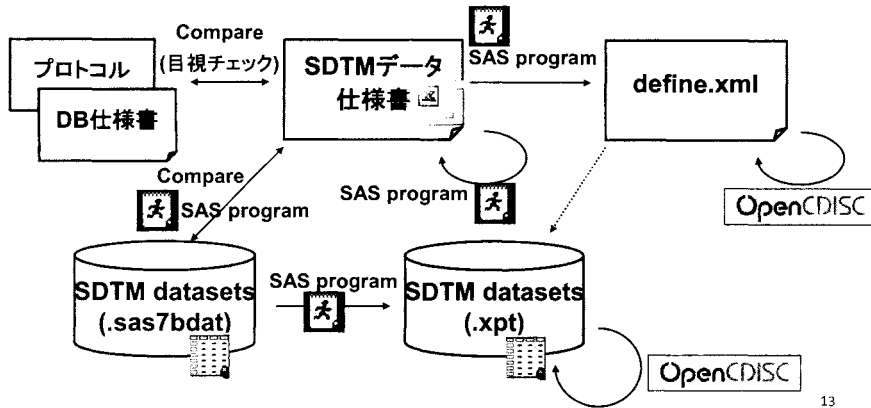 Compare
(目視チェック)
プロトコル
DB仕様書
SDTMデータ
仕様書
SAS program
define.xml
Compare
SAS program
SAS program
OpenCDISC
SDTM datasets
(.sas7bdat)
SAS program
SDTM datasets
(.xpt)
OpenCDISC
13